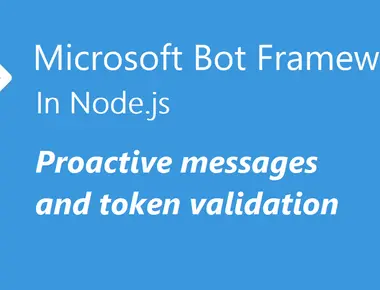 Microsoft Bot Framew
In Node.js
Proactive messages
and token validation